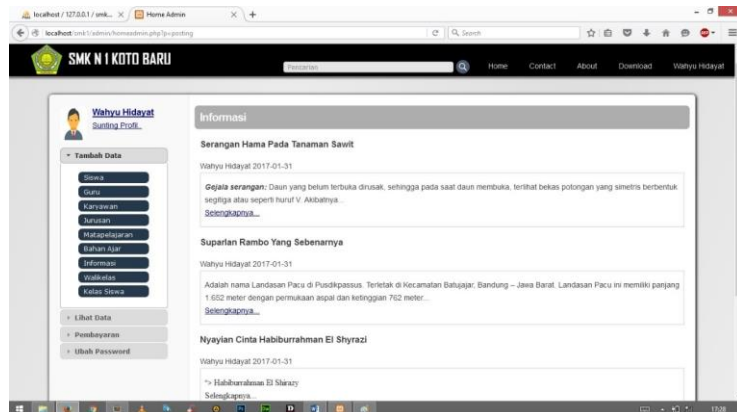 localhost / 127.0.0.1 / smk...
Home Admin
localhost/smk1/admin/homeadmin.php?p=posting
Search
SMK N 1 KOTO BARU
Pencarian
Home Contact About Download Wahyu Hidayat
Wahyu Hidayat
Sunting Profil..
Tambah Data
Siswa
Guru
Karyawan
Jurusan
Matapelajaran
Bahan Ajar
Informasi
Walikelas
Kelas Siswa
Lihat Data
Pembayaran
Ubah Password
Informasi
Serangan Hama Pada Tanaman Sawit
Wahyu Hidayat 2017-01-31
Gejala serangan: Daun yang belum terbuka dirusak, sehingga pada saat daun membuka, terlihat bekas potongan yang simetris berbentuk
segitiga atau seperti huruf V. Akibatnya...
Selengkapnya...
Suparlan Rambo Yang Sebenarnya
Wahyu Hidayat 2017-01-31
Adalah nama Landasan Pacu di Pusdikpassus. Terletak di Kecamatan Batujajar, Bandung – Jawa Barat. Landasan Pacu ini memiliki panjang
1.652 meter dengan permukaan aspal dan ketinggian 762 meter...
Selengkapnya...
Nyayian Cinta Habiburrahman El Shyrazi
Wahyu Hidayat 2017-01-31
"> Habiburrahman El Shirazy
Selengkapnya...
17:28